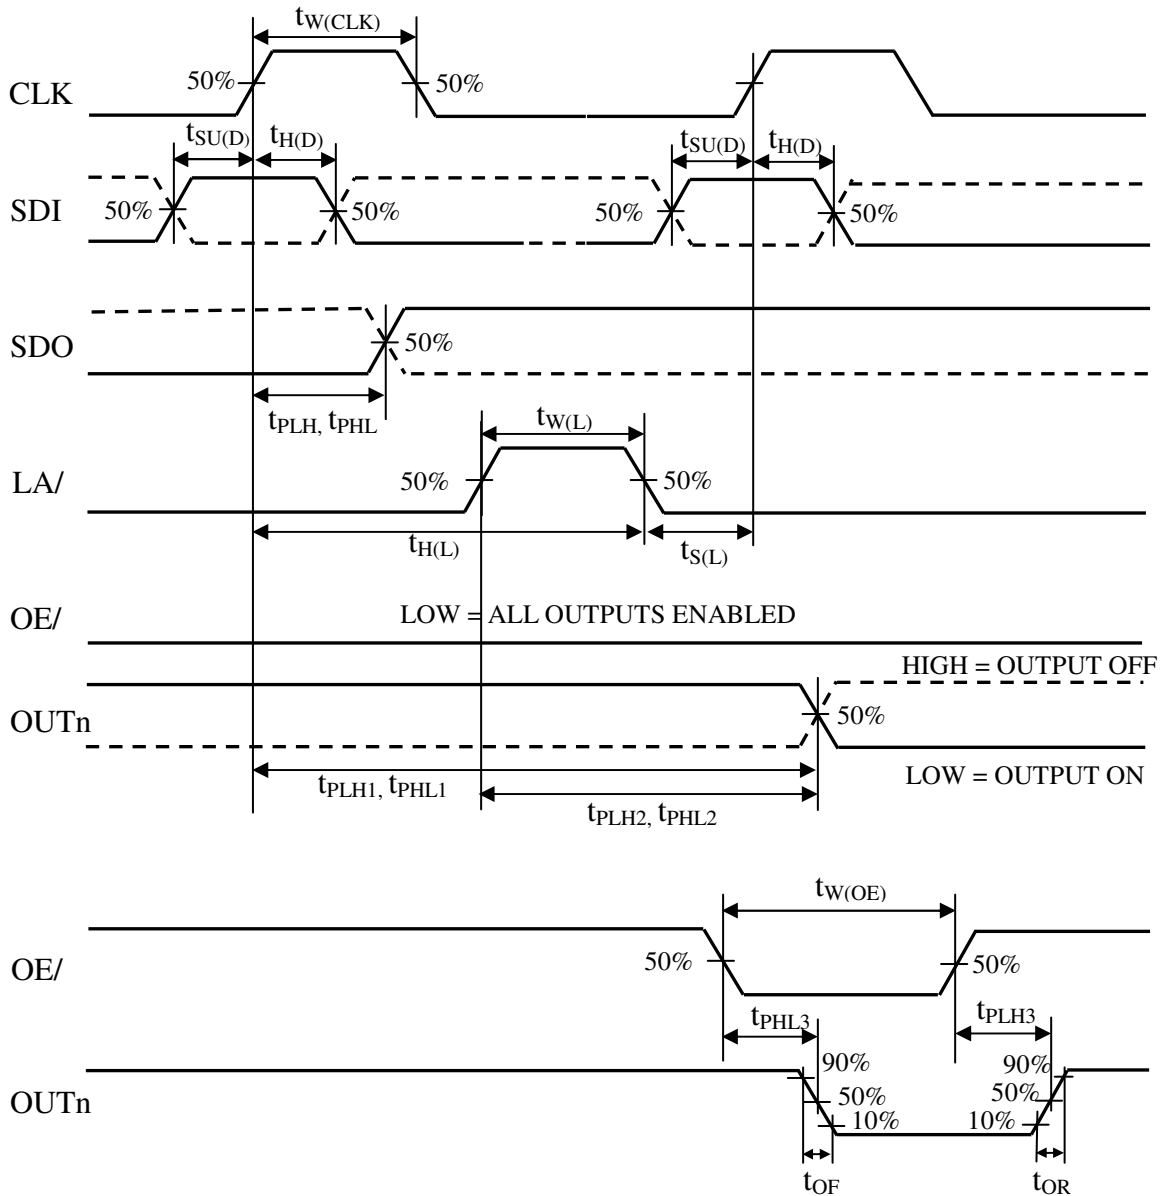 tW(CLK)
CLK 50% 50%
tSU(D) tH(D) tSU(D) tH(D)
SDI 50% 50% 50% 50%
SDO 50%
tPLH, tPHL
tW(L)
LA/ 50% 50%
tH(L) tS(L)
OE/ LOW = ALL OUTPUTS ENABLED
HIGH = OUTPUT OFF
OUTn 50%
LOW = OUTPUT ON
tPLH1, tPHL1
tPLH2, tPHL2
tW(OE)
OE/ 50% 50%
tPHL3 tPLH3
90% 90%
OUTn 50% 50%
10% 10%
tOF tOR